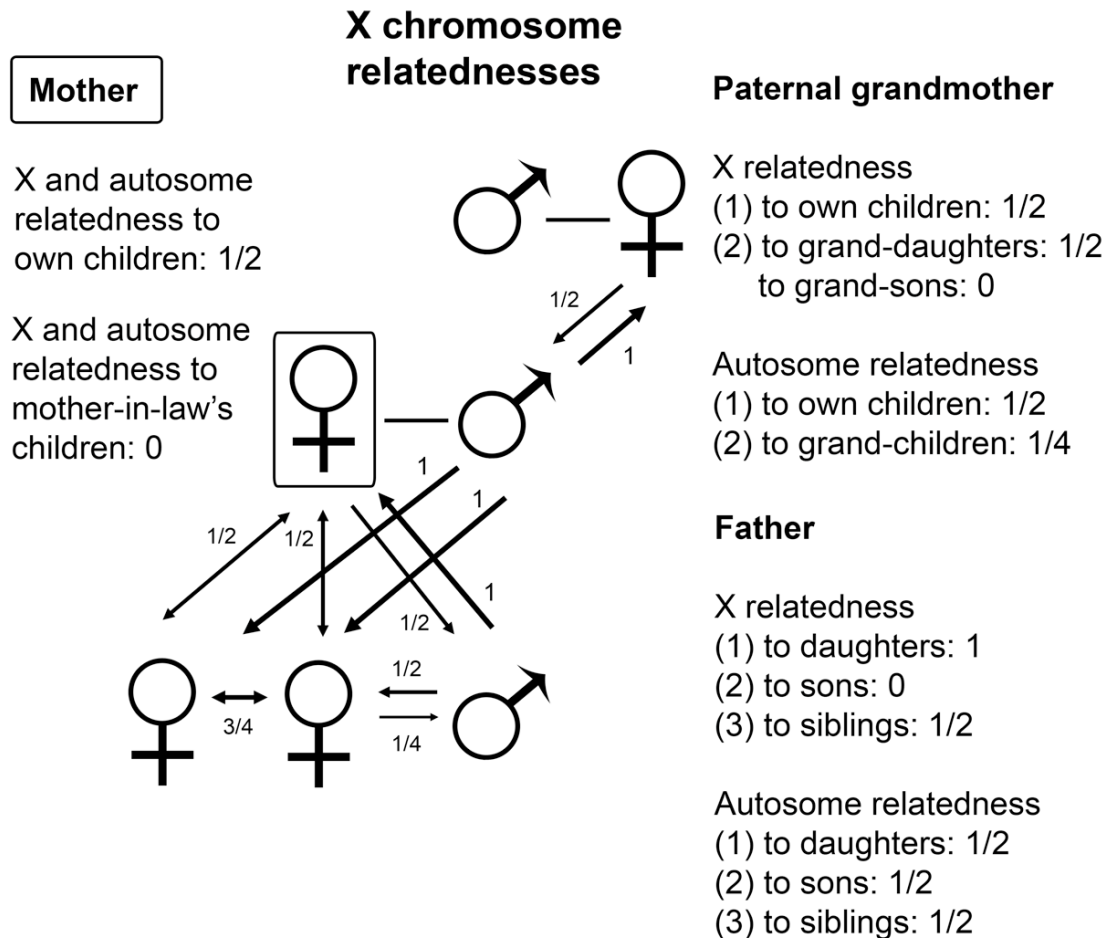 X chromosome
relatednesses
Mother
X and autosome
relatedness to
own children: 1/2
X and autosome
relatedness to
mother-in-law's
children: 0
1/2
1
1
1
1/2
1/2
1/2
1
1/2
3/4
1/4
Paternal grandmother
X relatedness
(1) to own children: 1/2
(2) to grand-daughters: 1/2
to grand-sons: 0
Autosome relatedness
(1) to own children: 1/2
(2) to grand-children: 1/4
Father
X relatedness
(1) to daughters: 1
(2) to sons: 0
(3) to siblings: 1/2
Autosome relatedness
(1) to daughters: 1/2
(2) to sons: 1/2
(3) to siblings: 1/2